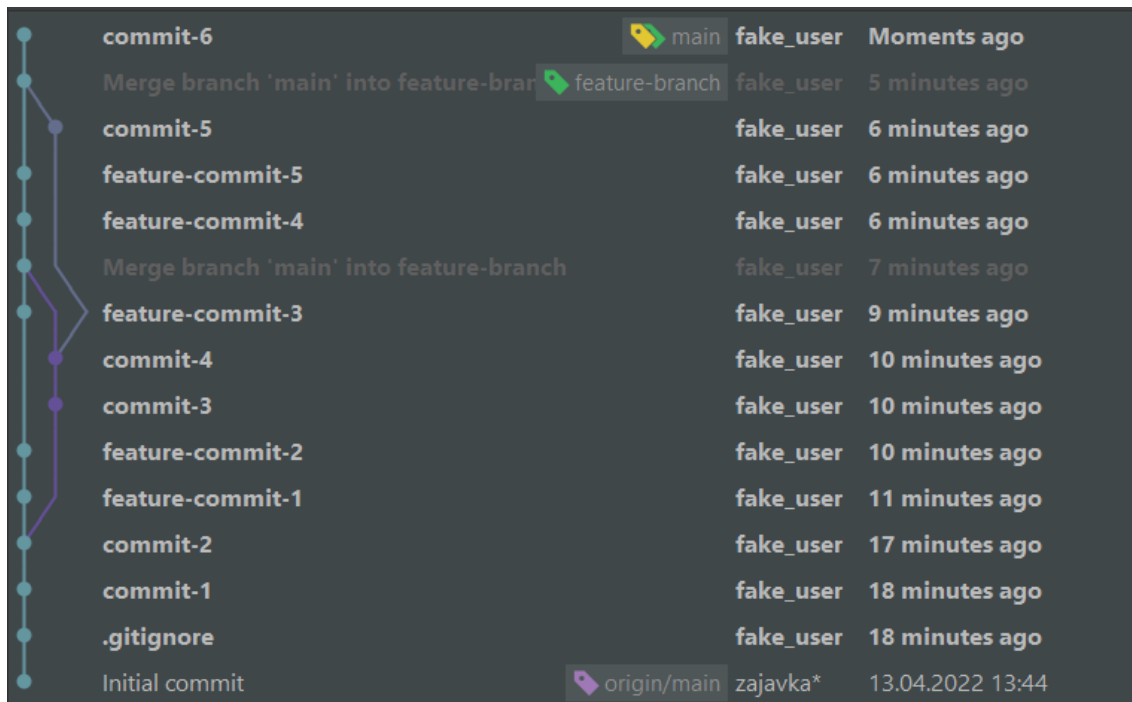 commit-6 main fake_user Moments ago
Merge branch 'main' into feature-bran feature-branch fake_user 5 minutes ago
commit-5 fake_user 6 minutes ago
feature-commit-5 fake_user 6 minutes ago
feature-commit-4 fake_user 6 minutes ago
Merge branch 'main' into feature-branch fake_user 7 minutes ago
feature-commit-3 fake_user 9 minutes ago
commit-4 fake_user 10 minutes ago
commit-3 fake_user 10 minutes ago
feature-commit-2 fake_user 10 minutes ago
feature-commit-1 fake_user 11 minutes ago
commit-2 fake_user 17 minutes ago
commit-1 fake_user 18 minutes ago
.gitignore fake_user 18 minutes ago
Initial commit origin/main zajavka* 13.04.2022 13:44